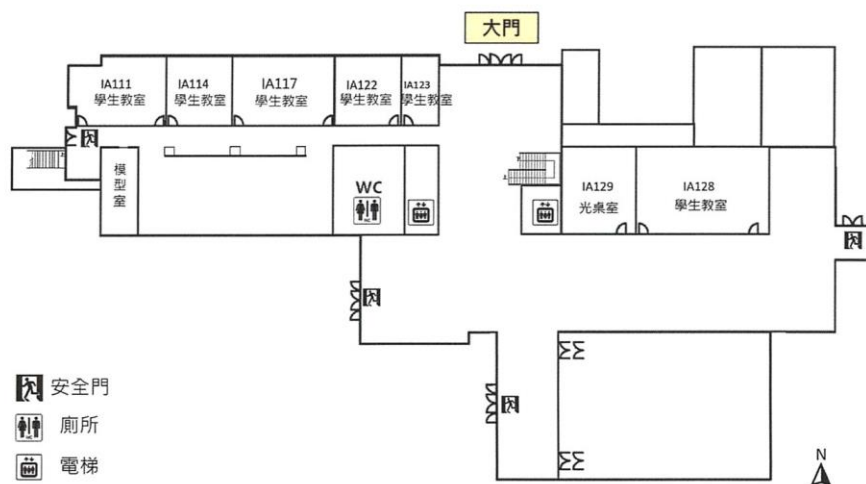 大門
IA111
學生教室
IA114
學生教室
IA117
學生教室
IA122
學生教室
IA123
學生教室
模型室
WC
IA129
光桌室
IA128
學生教室
安全門
廁所
電梯
N